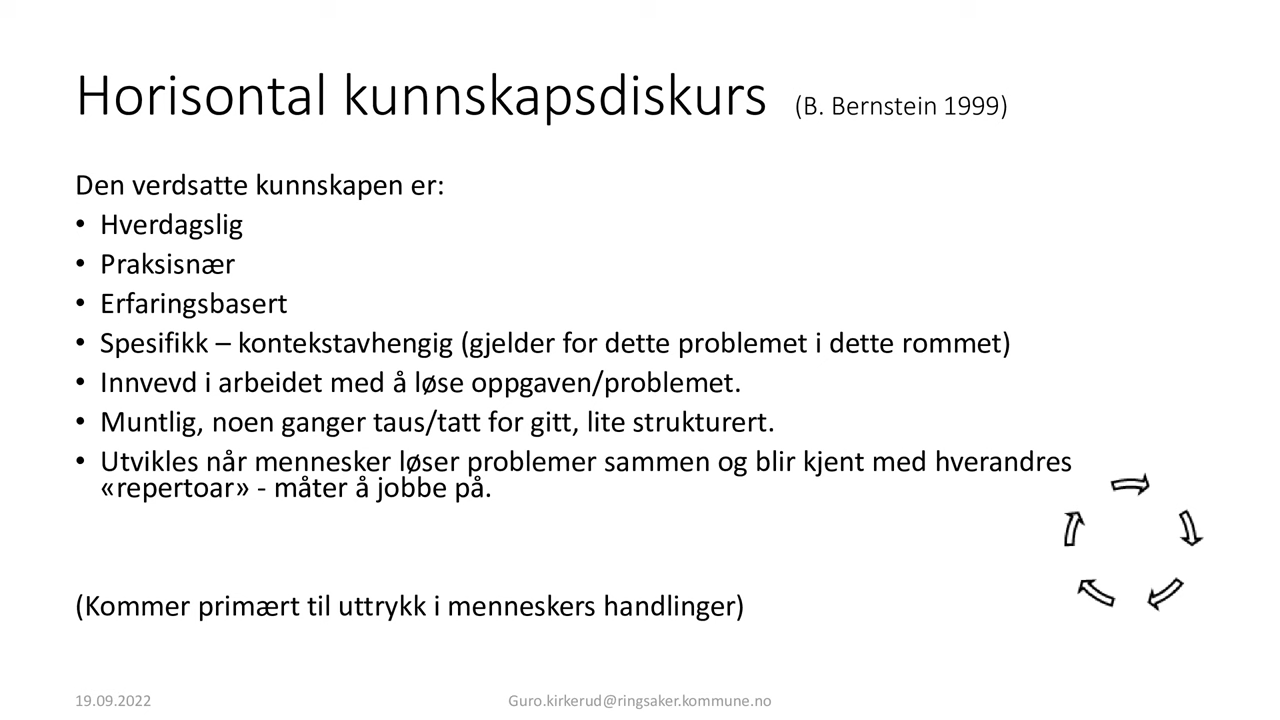 Horisontal kunnskapsdiskurs (B. Bernstein 1999)
Den verdsatte kunnskapen er:
• Hverdagslig
• Praksisnær
• Erfaringsbasert
• Spesifikk – kontekstavhengig (gjelder for dette problemet i dette rommet)
• Innvevd i arbeidet med å løse oppgaven/problemet.
• Muntlig, noen ganger taus/tatt for gitt, lite strukturert.
• Utvikles når mennesker løser problemer sammen og blir kjent med hverandres
«repertoar» - måter å jobbe på.
(Kommer primært til uttrykk i menneskers handlinger)
19.09.2022
Guro.kirkerud@ringsaker.kommune.no